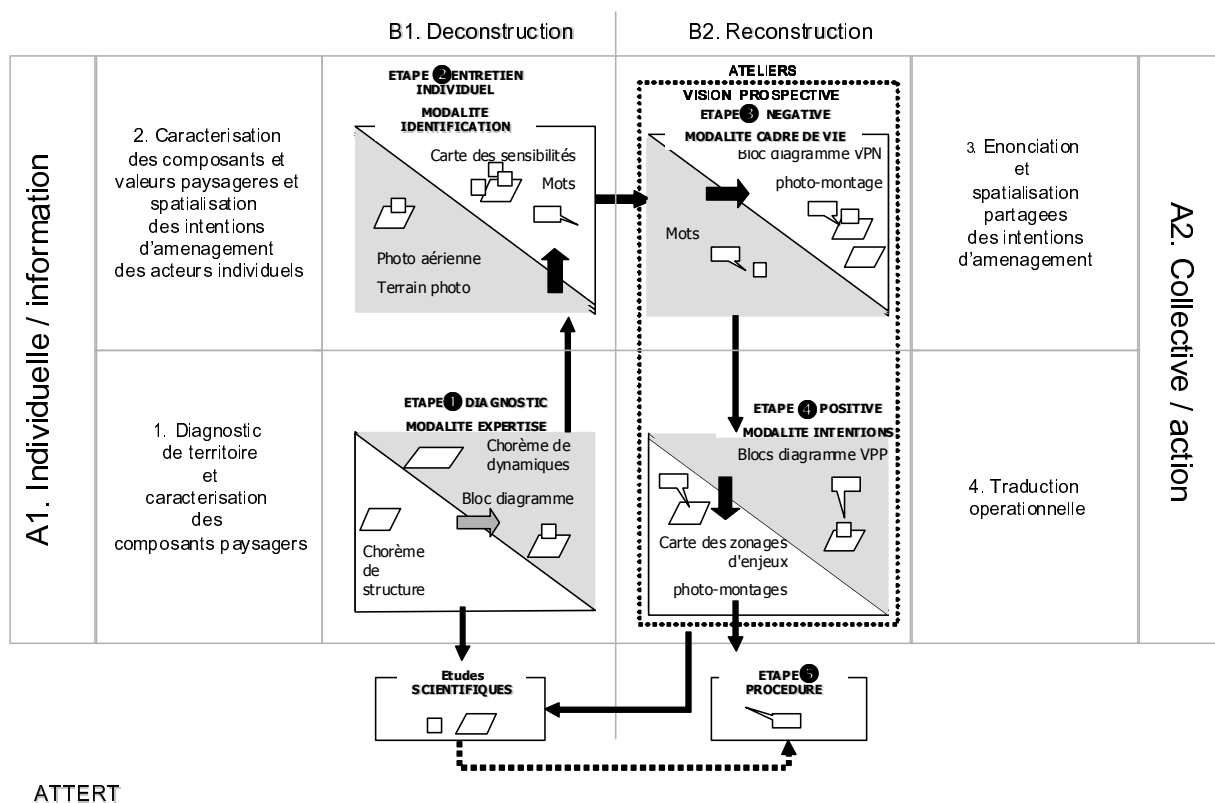 B1. Deconstruction
B2. Reconstruction
A1. Individuelle / information
2. Caracterisation
des composants et
valeurs paysageres et
spatialisation
des intentions
d’amenagement
des acteurs individuels
ETAPE 2 ENTRETIEN
INDIVIDUEL
MODALITE
IDENTIFICATION
Carte des sensibilités
Mots
Photo aérienne
Terrain photo
ATELIERS
VISION PROSPECTIVE
ETAPE 3 NEGATIVE
MODALITE CADRE DE VIE
Bloc diagramme VPN
photo-montage
Mots
3. Enonciation
et
spatialisation
partagees
des intentions
d’amenagement
A2. Collective / action
1. Diagnostic
de territoire
et
caracterisation
des
composants paysagers
ETAPE 1 DIAGNOSTIC
MODALITE EXPERTISE
Chorème de
dynamiques
Bloc diagramme
Chorème
de
structure
ETAPE 4 POSITIVE
MODALITE INTENTIONS
Blocs diagramme VPP
Carte des zonages
d'enjeux
photo-montages
4. Traduction
operationnelle
Etudes
SCIENTIFIQUES
ETAPE 5
PROCEDURE
ATTERT